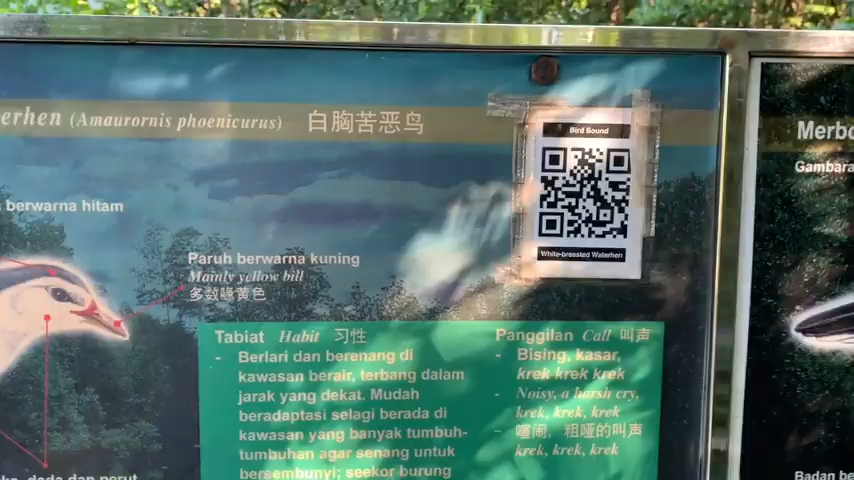 erhen (Amaurornis phoenicurus) 白胸苦恶鸟
Bird Sound
White-breasted Waterhen
berwarna hitam
Paruh berwarna kuning
Mainly yellow bill
多数喙黄色
Tabiat Habit 习性
- Berlari dan berenang di
kawasan berair, terbang dalam
jarak yang dekat. Mudah
beradaptasi selagi berada di
kawasan yang banyak tumbuh-
tumbuhan agar senang untuk
bersembunyi; seekor burung
Panggilan Call 叫声
- Bising, kasar,
krek krek krek
- Noisy, a harsh cry,
krek, krek, krek
- 喧闹、粗哑的叫声
krek, krek, krek
dada dan perut
Merbo
Gambara
Badan be